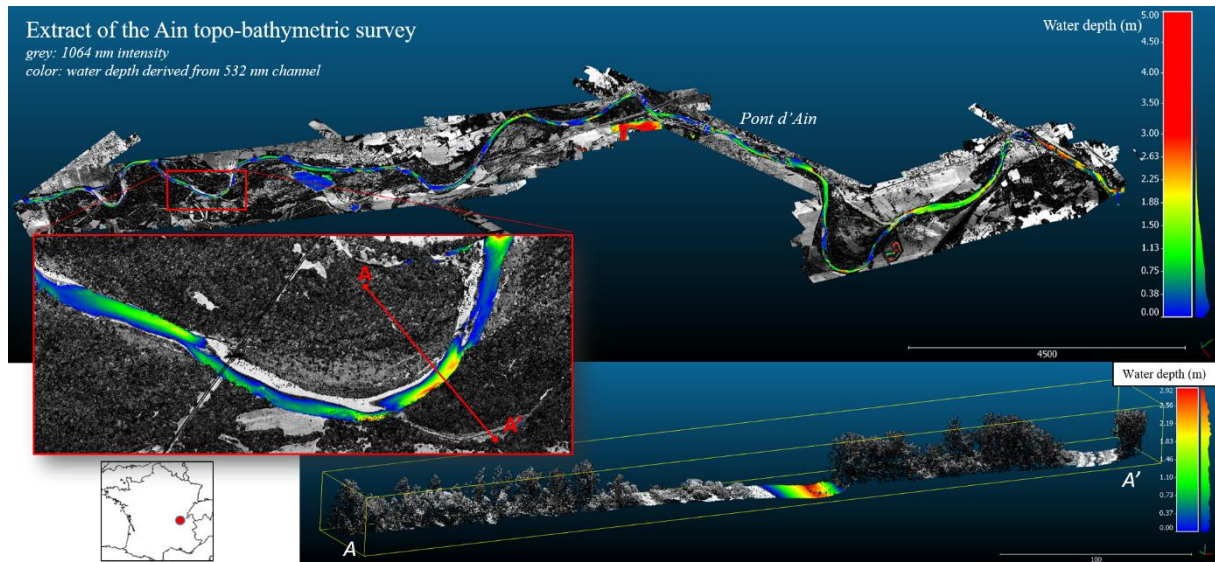 Extract of the Ain topo-bathymetric survey
grey: 1064 nm intensity
color: water depth derived from 532 nm channel
Water depth (m)
5.00
4.50
4.00
3.50
3.00
2.63
2.25
1.88
1.50
1.13
0.75
0.38
0.00
Pont d'Ain
4500
A
A'
Water depth (m)
2.92
2.56
2.19
1.83
1.46
1.10
0.73
0.37
0.00
A
A'
100